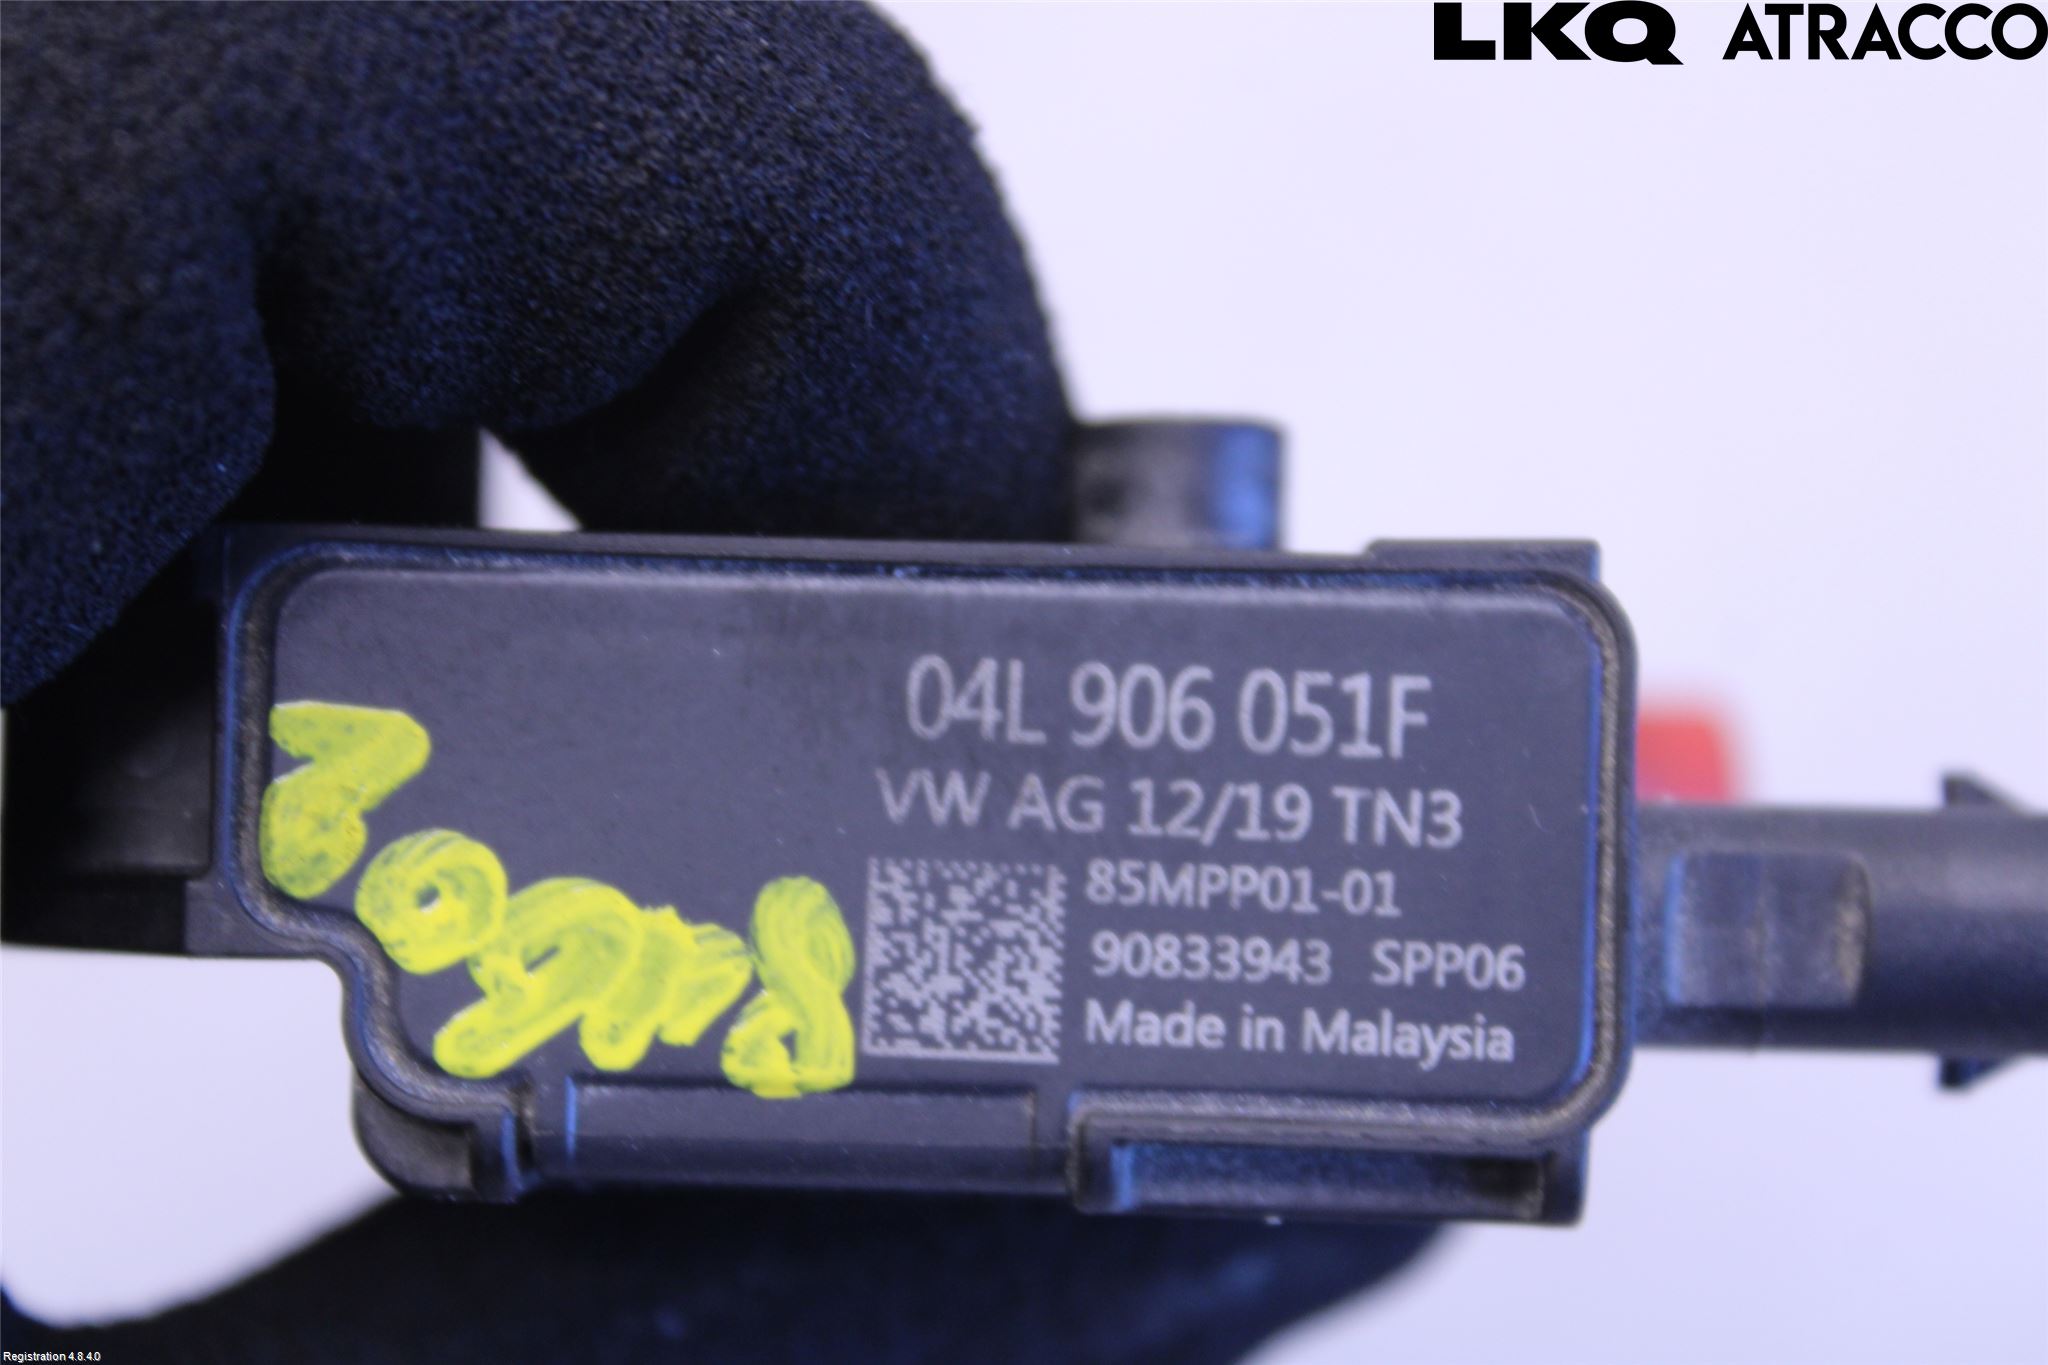 LKQ ATRACCO
04L 906 051F
VW AG 12/19 TN3
85MPP01-01
90833943 SPP06
Made in Malaysia
Registration 4.8.4.0